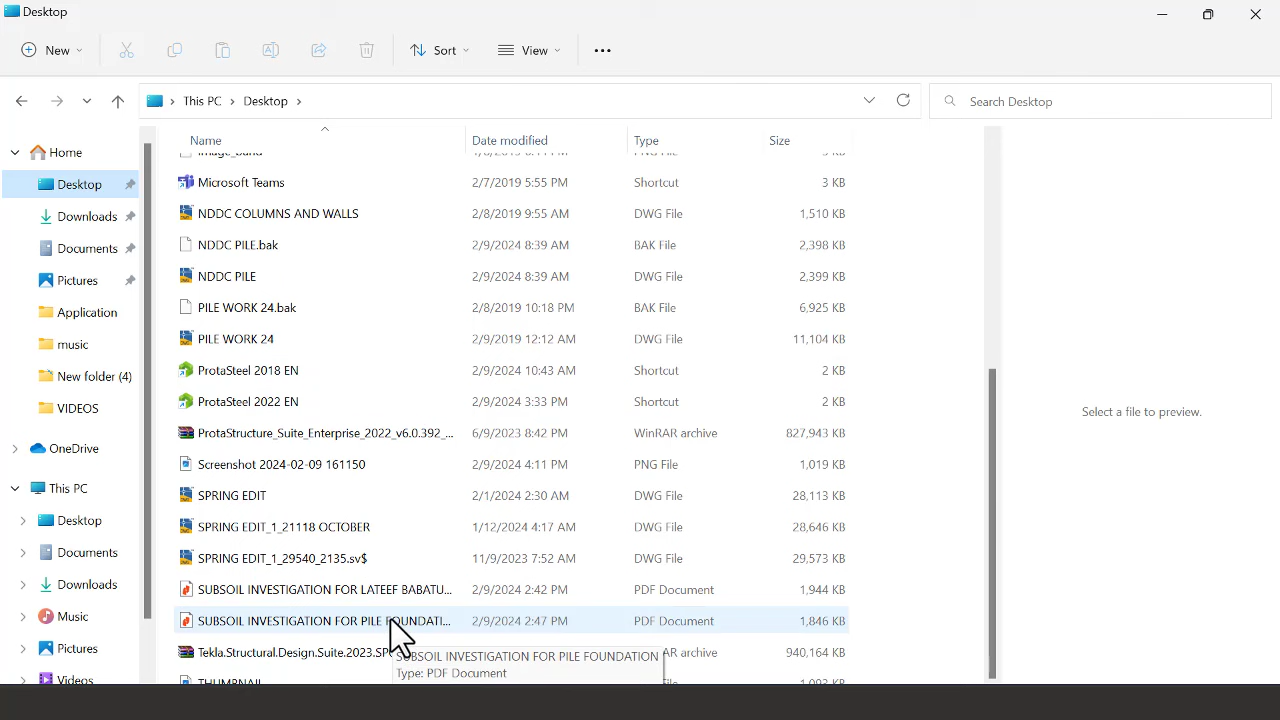 Desktop
New Sort View
This PC > Desktop > Search Desktop
Name Date modified Type Size
Home
Desktop
Downloads
Documents
Pictures
Application
music
New folder (4)
VIDEOS
OneDrive
This PC
Desktop
Documents
Downloads
Music
Pictures
Videos
Microsoft Teams 2/7/2019 5:55 PM Shortcut 3 KB
NDDC COLUMNS AND WALLS 2/8/2019 9:55 AM DWG File 1,510 KB
NDDC PILE.bak 2/9/2024 8:39 AM BAK File 2,398 KB
NDDC PILE 2/9/2024 8:39 AM DWG File 2,399 KB
PILE WORK 24.bak 2/8/2019 10:18 PM BAK File 6,925 KB
PILE WORK 24 2/9/2019 12:12 AM DWG File 11,104 KB
ProtaSteel 2018 EN 2/9/2024 10:43 AM Shortcut 2 KB
ProtaSteel 2022 EN 2/9/2024 3:33 PM Shortcut 2 KB
ProtaStructure_Suite_Enterprise_2022_v6.0.392_... 6/9/2023 8:42 PM WinRAR archive 827,943 KB
Screenshot 2024-02-09 161150 2/9/2024 4:11 PM PNG File 1,019 KB
SPRING EDIT 2/1/2024 2:30 AM DWG File 28,113 KB
SPRING EDIT_1_21118 OCTOBER 1/12/2024 4:17 AM DWG File 28,646 KB
SPRING EDIT_1_29540_2135.sv$ 11/9/2023 7:52 AM DWG File 29,573 KB
SUBSOIL INVESTIGATION FOR LATEEF BABATU... 2/9/2024 2:42 PM PDF Document 1,944 KB
SUBSOIL INVESTIGATION FOR PILE FOUNDATI... 2/9/2024 2:47 PM PDF Document 1,846 KB
Tekla.Structural.Design.Suite.2023.SP AR archive 940,164 KB
SUBSOIL INVESTIGATION FOR PILE FOUNDATION
Type: PDF Document
THUMBNAIL
Select a file to preview.